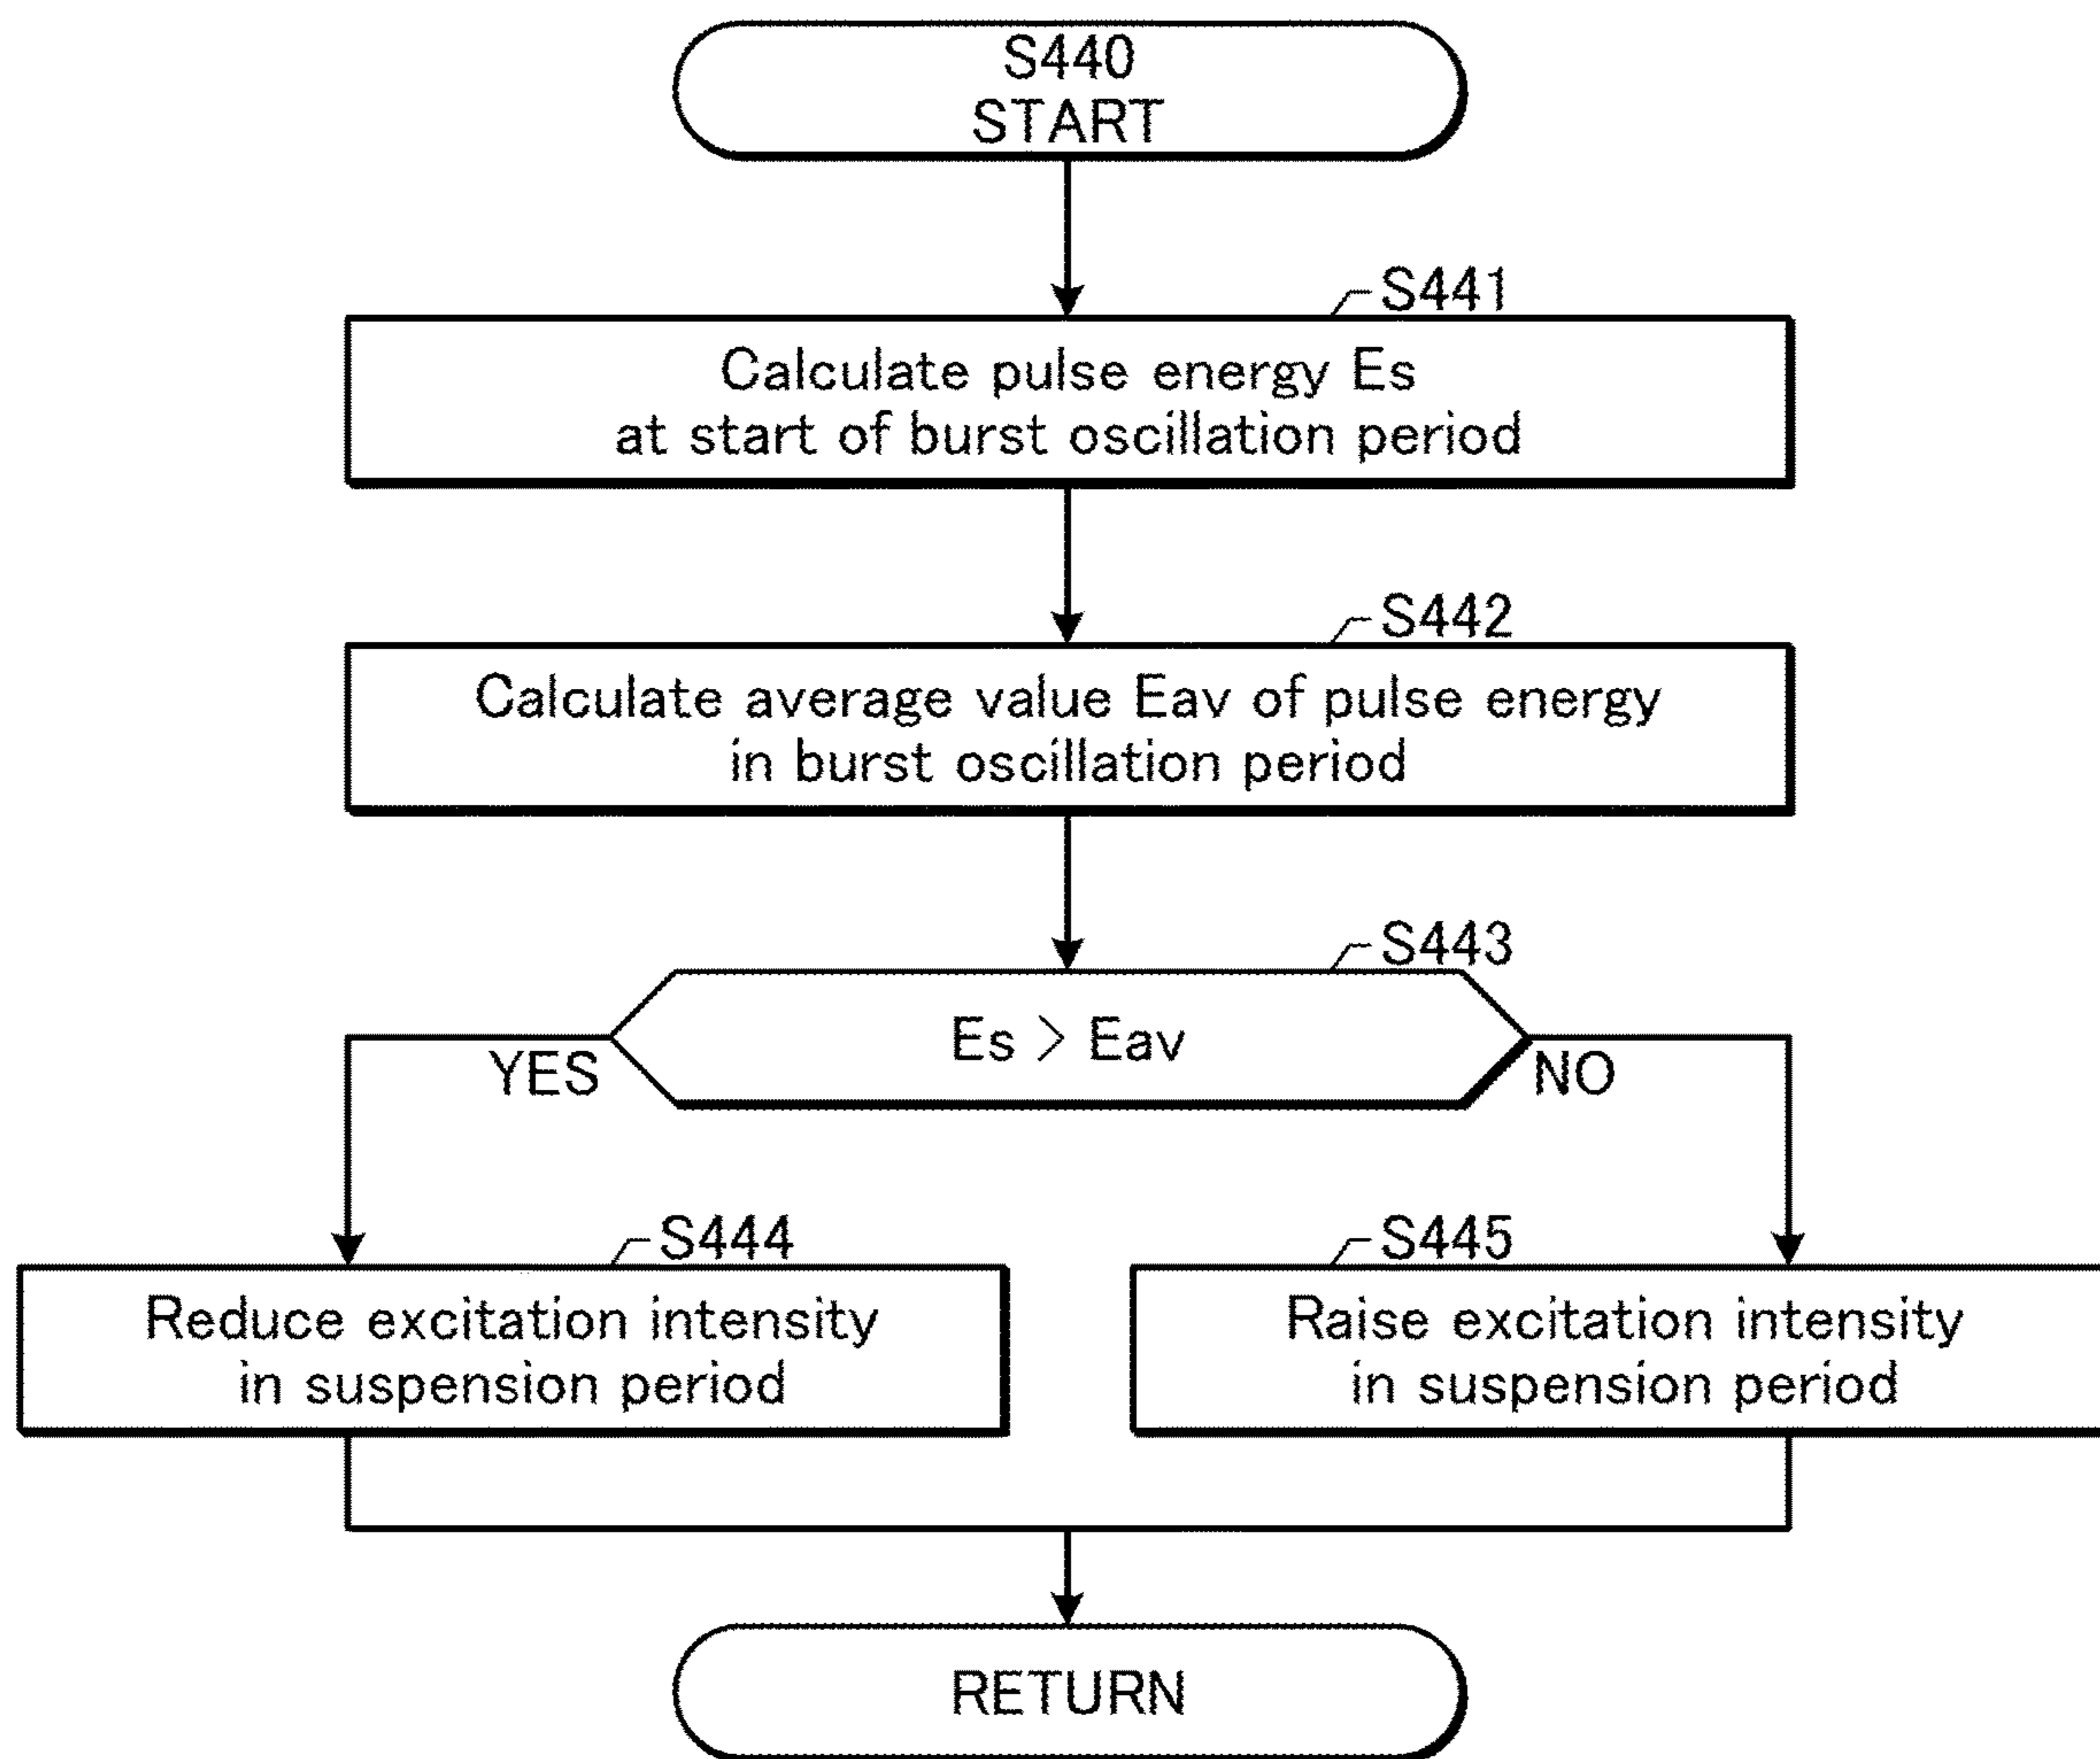 S440
START
S441
Calculate pulse energy Es
at start of burst oscillation period
S442
Calculate average value Eav of pulse energy
in burst oscillation period
S443
Es > Eav
YES
NO
S444
Reduce excitation intensity
in suspension period
S445
Raise excitation intensity
in suspension period
RETURN